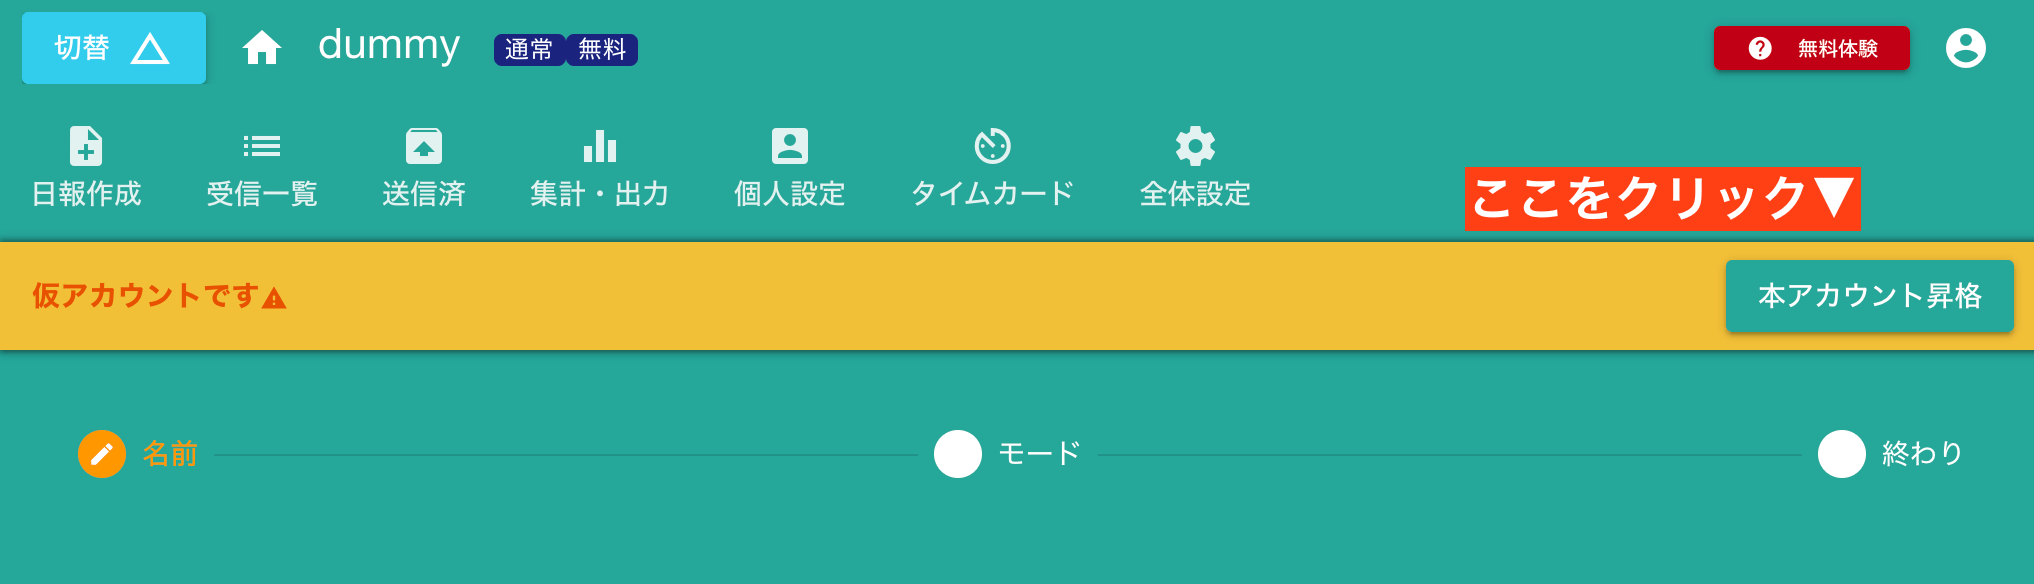 切替 dummy 通常 無料 無料体験
日報作成 受信一覧 送信済 集計・出力 個人設定 タイムカード 全体設定
ここをクリック▼
仮アカウントです 本アカウント昇格
名前 モード 終わり